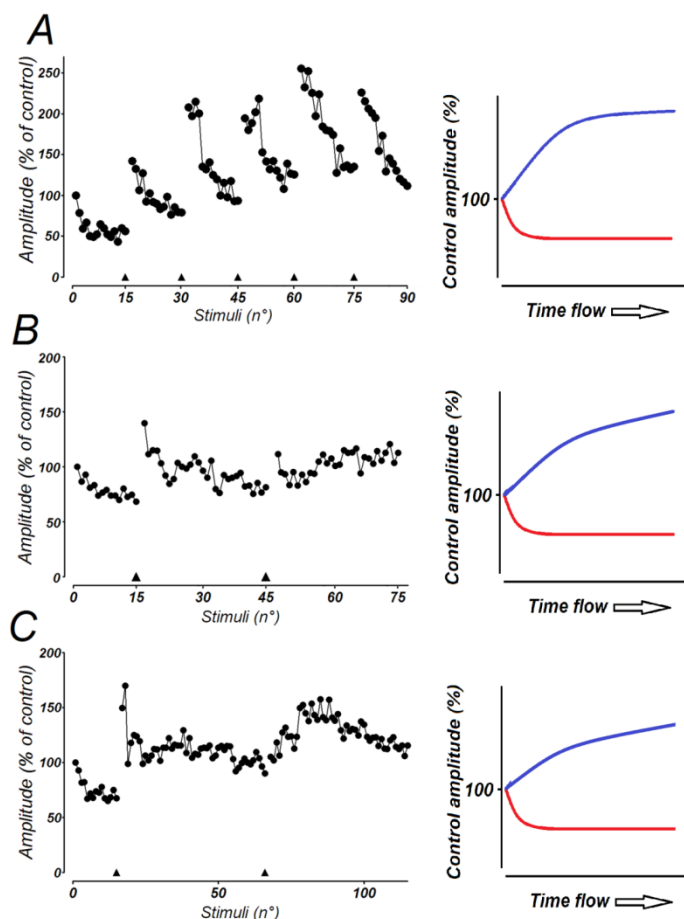 A
Amplitude (% of control)
250
200
150
100
50
0
0 15 30 45 60 75 90
Stimuli (n°)
Control amplitude (%)
100
Time flow
B
Amplitude (% of control)
200
150
100
50
0
0 15 30 45 60 75
Stimuli (n°)
Control amplitude (%)
100
Time flow
C
Amplitude (% of control)
200
150
100
50
0
0 50 100
Stimuli (n°)
Control amplitude (%)
100
Time flow